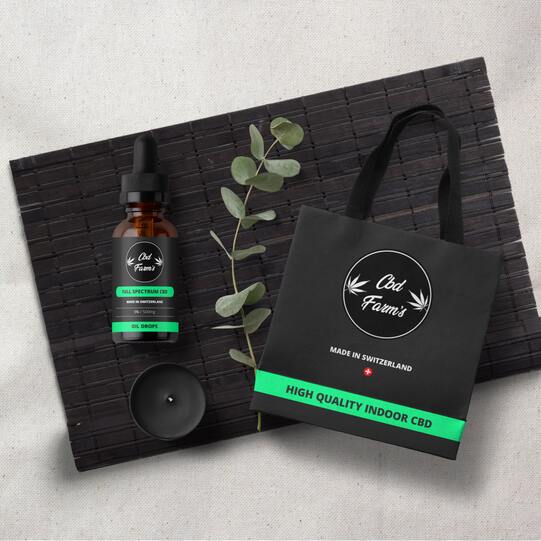 Cbd
Farm's
FULL SPECTRUM CBD
MADE IN SWITZERLAND
OIL DROPS
Cbd
Farm's
MADE IN SWITZERLAND
HIGH QUALITY INDOOR CBD